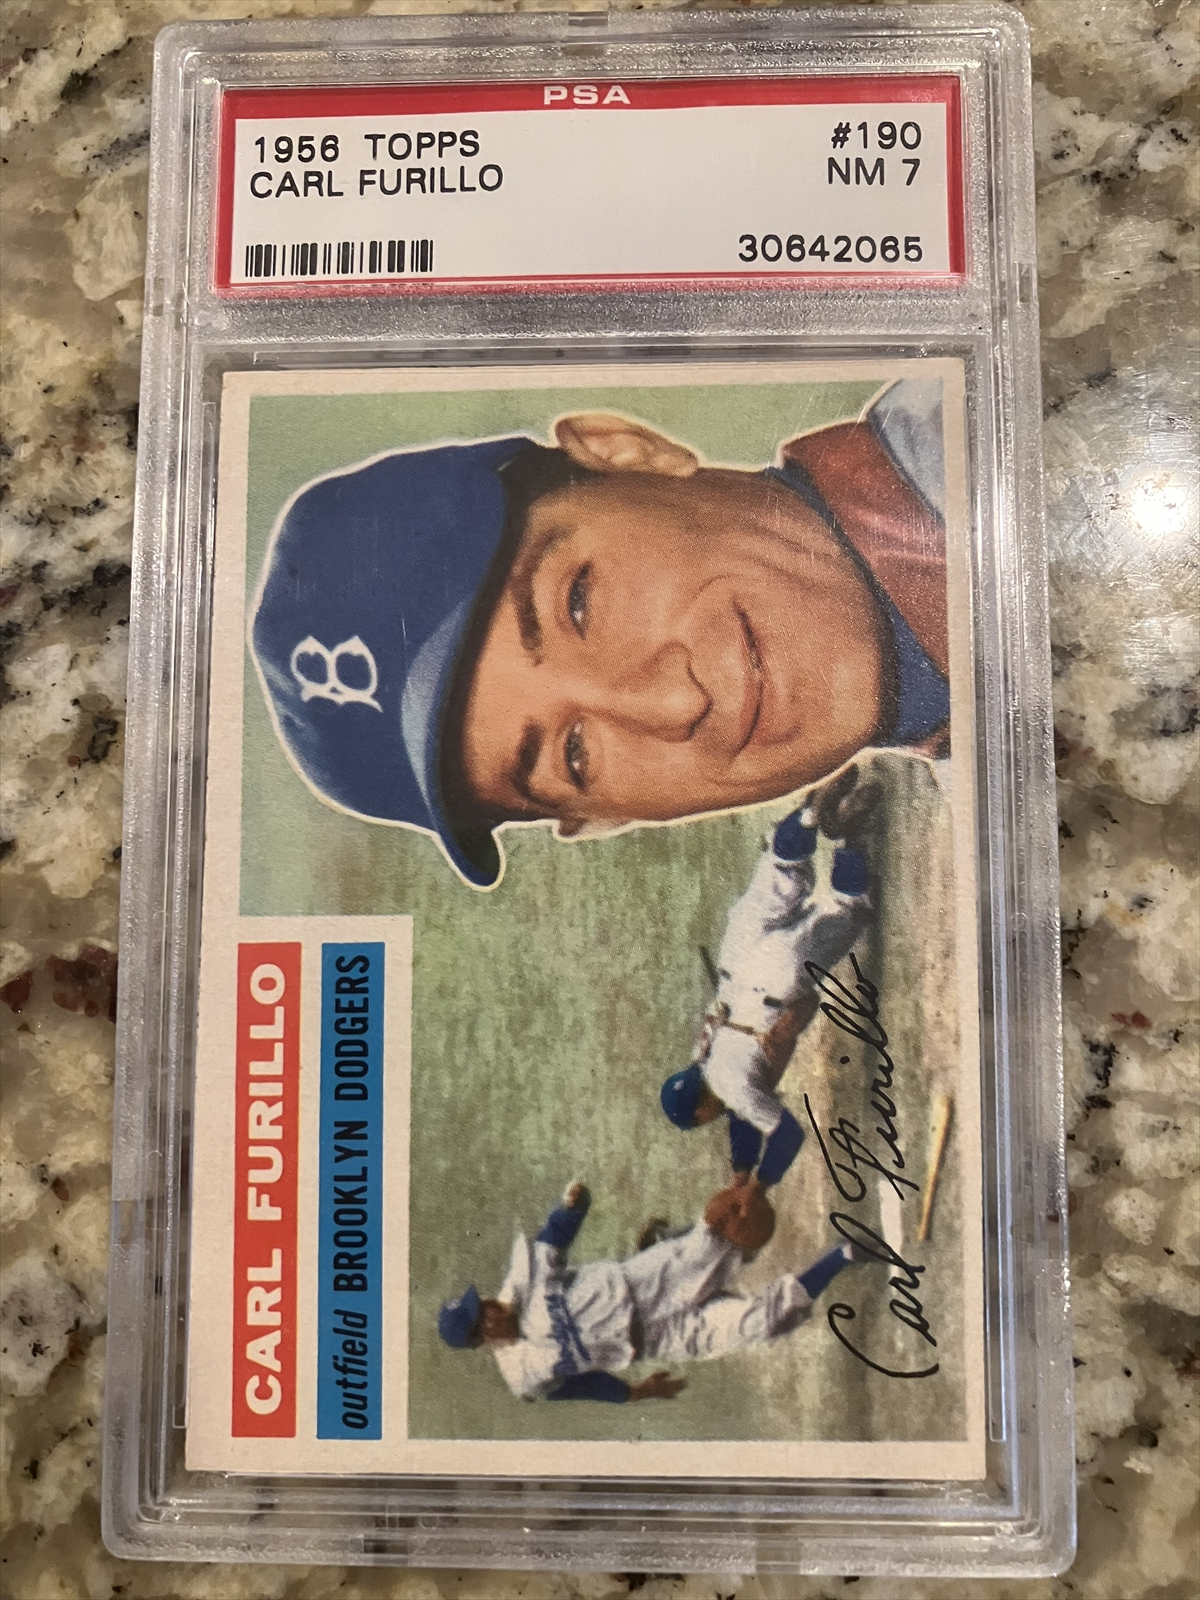 PSA
1956 TOPPS #190
CARL FURILLO NM 7
30642065
B
CARL FURILLO
outfield BROOKLYN DODGERS
Carl Furillo